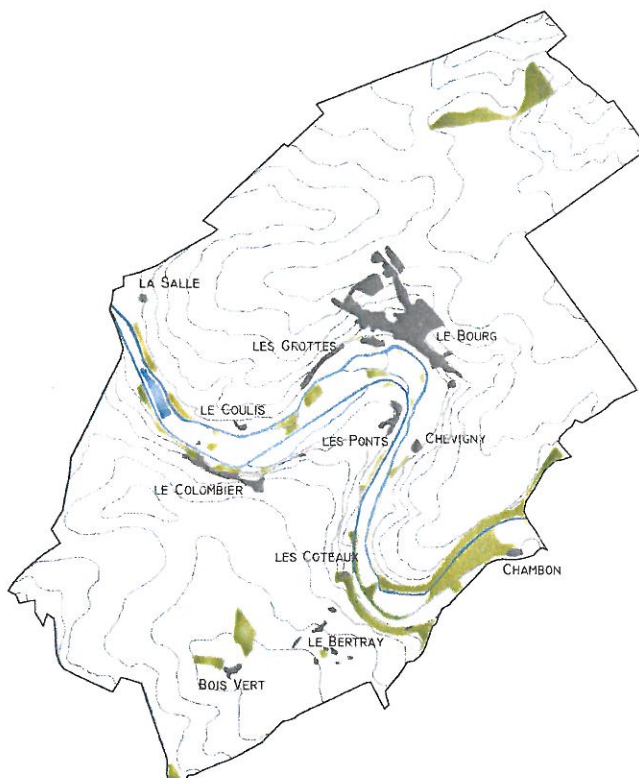 LA SALLE
LE BOURG
LES GROTTES
LE COULIS
LES PONTS
CHEVIGNY
LE COLOMBIER
LES COTEAUX
CHAMBON
LE BERTRAY
BOIS VERT